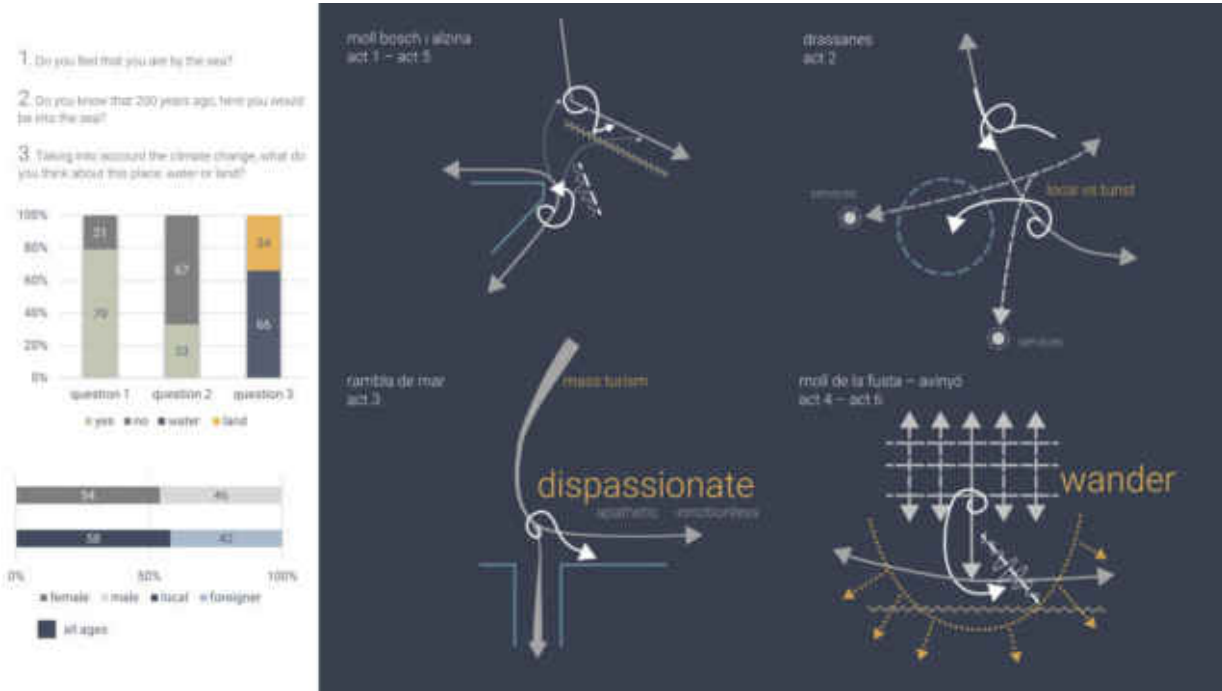 1. Do you feel that you are by the sea?
2. Do you know that 200 years ago, here you would
be into the sea?
3. Taking into account the climate change, what do
you think about this place: water or land?
100%
80%
60%
40%
20%
0%
21
79
67
33
34
66
question 1 question 2 question 3
yes no water land
54 46
58 42
0% 50% 100%
female male local foreigner
all ages
moll bosch i alzina
act 1 – act 5
drassanes
act 2
services
local vs turist
services
rambla de mar
act 3
mass turism
dispassionate
apathetic emotionless
moll de la fusta – avinyó
act 4 – act 6
wander